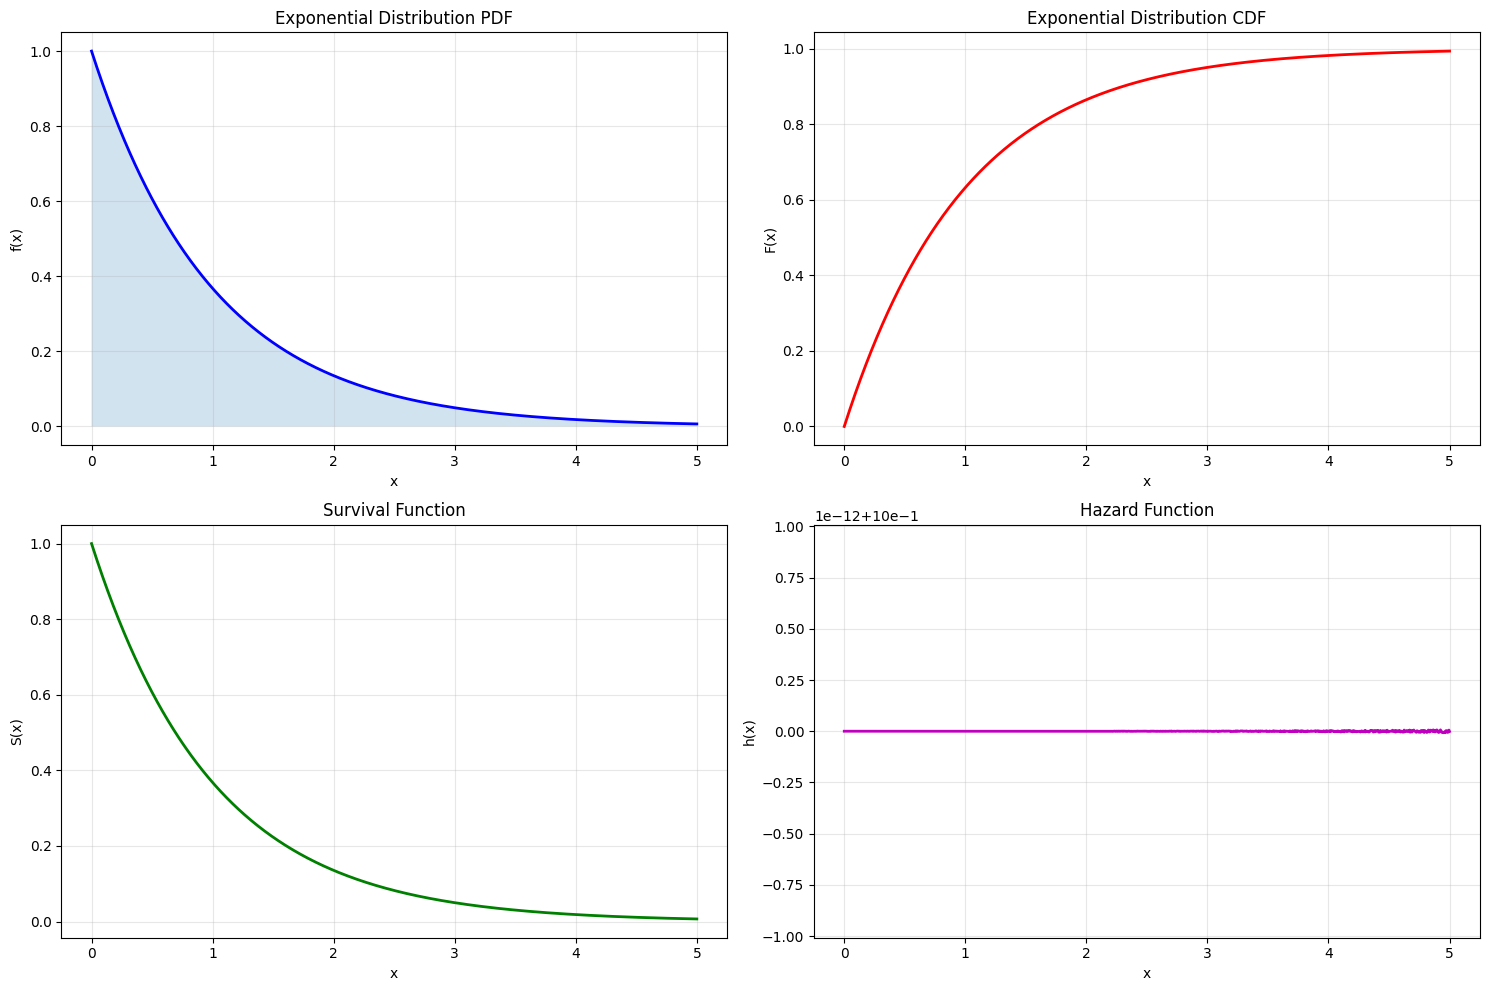 Exponential Distribution PDF
1.0
0.8
0.6
0.4
0.2
0.0
f(x)
0 1 2 3 4 5
x
Exponential Distribution CDF
1.0
0.8
0.6
0.4
0.2
0.0
F(x)
0 1 2 3 4 5
x
Survival Function
1.0
0.8
0.6
0.4
0.2
0.0
S(x)
0 1 2 3 4 5
x
Hazard Function
1e−12+10e−1
1.00
0.75
0.50
0.25
0.00
−0.25
−0.50
−0.75
−1.00
h(x)
0 1 2 3 4 5
x